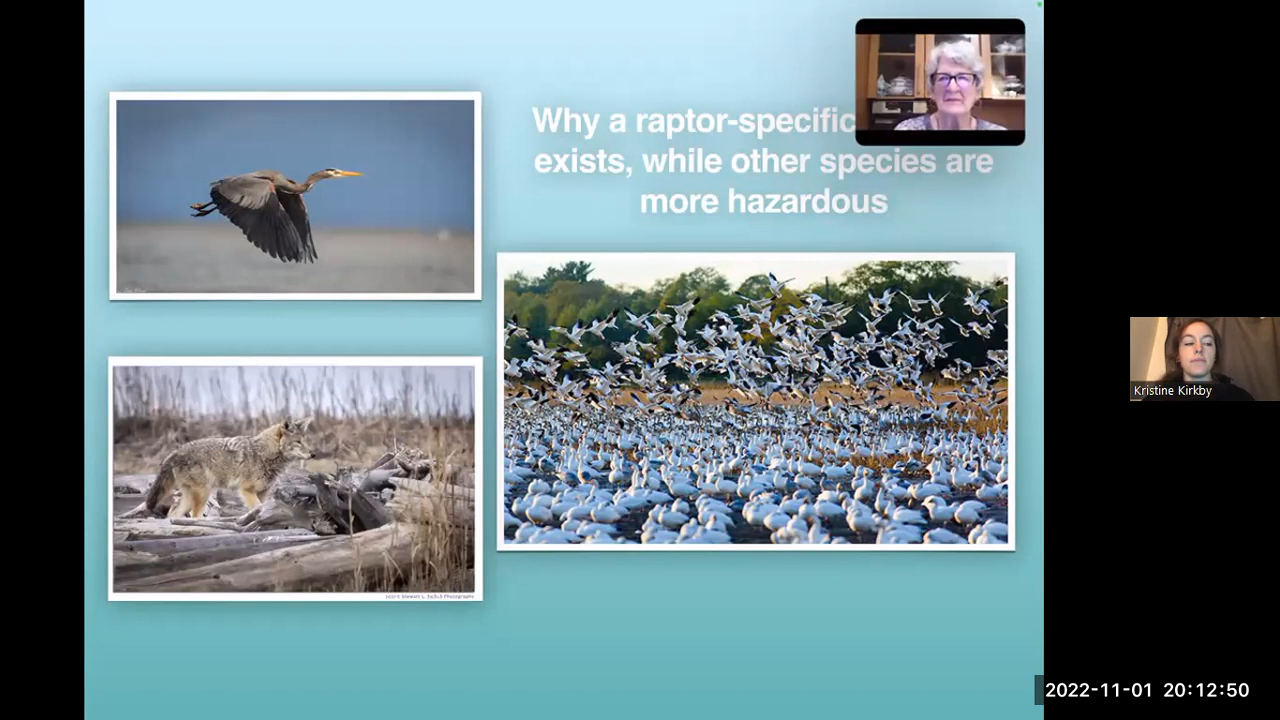 Why a raptor-specific
exists, while other species are
more hazardous
Kristine Kirkby
2022-11-01 20:12:50